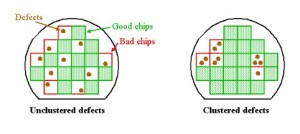 Defects
Good chips
Bad chips
Unclustered defects
Clustered defects